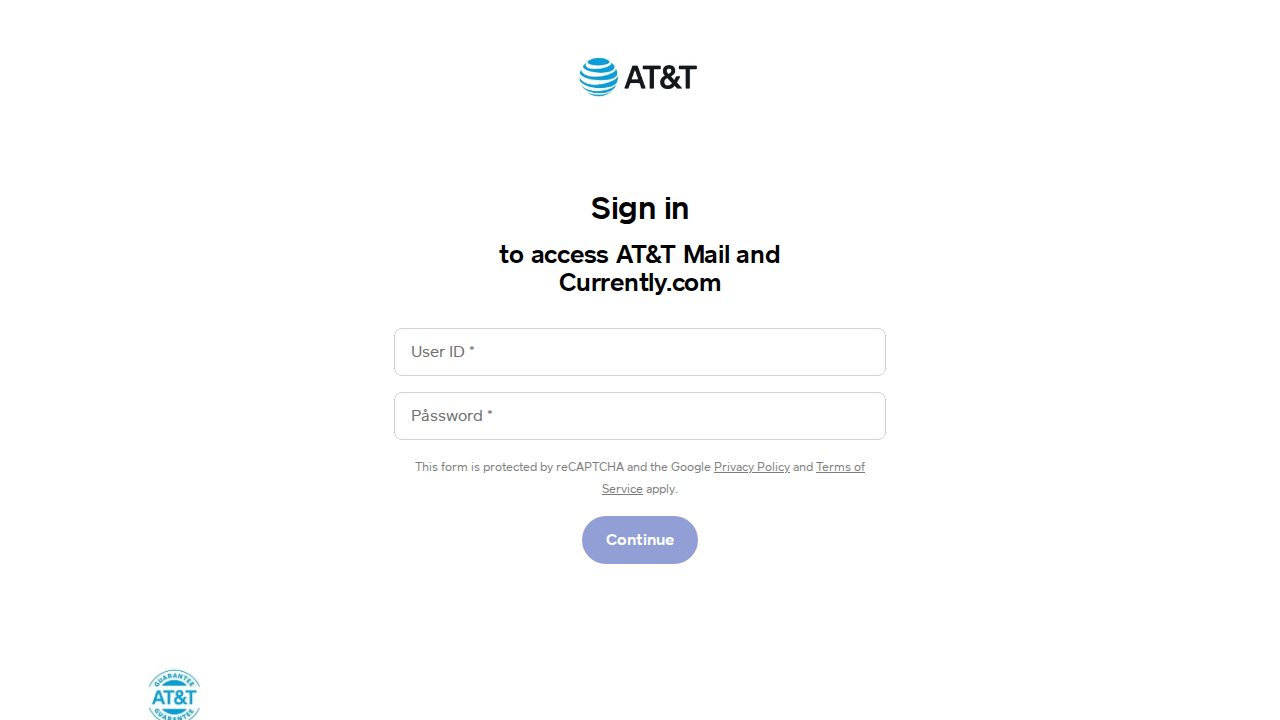 AT&T
Sign in
to access AT&T Mail and
Currently.com
User ID *
Påssword *
This form is protected by reCAPTCHA and the Google Privacy Policy and Terms of
Service apply.
Continue
GUARANTEE
AT&T
GUARANTEE